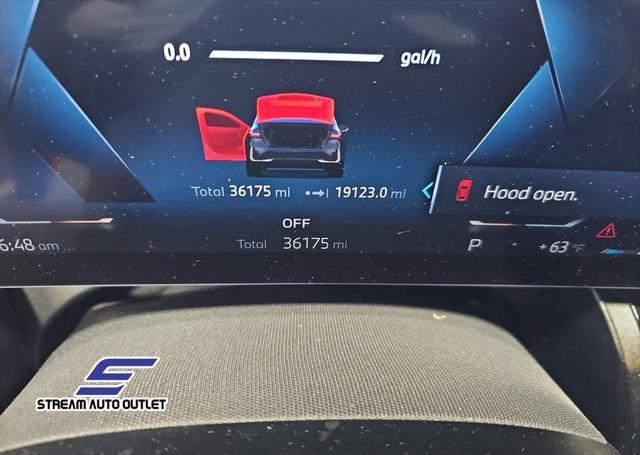 0.0 gal/h
Total 36175 mi 19123.0 mi
Hood open.
OFF
6:48 am Total 36175 mi P +63 °F
STREAM AUTO OUTLET